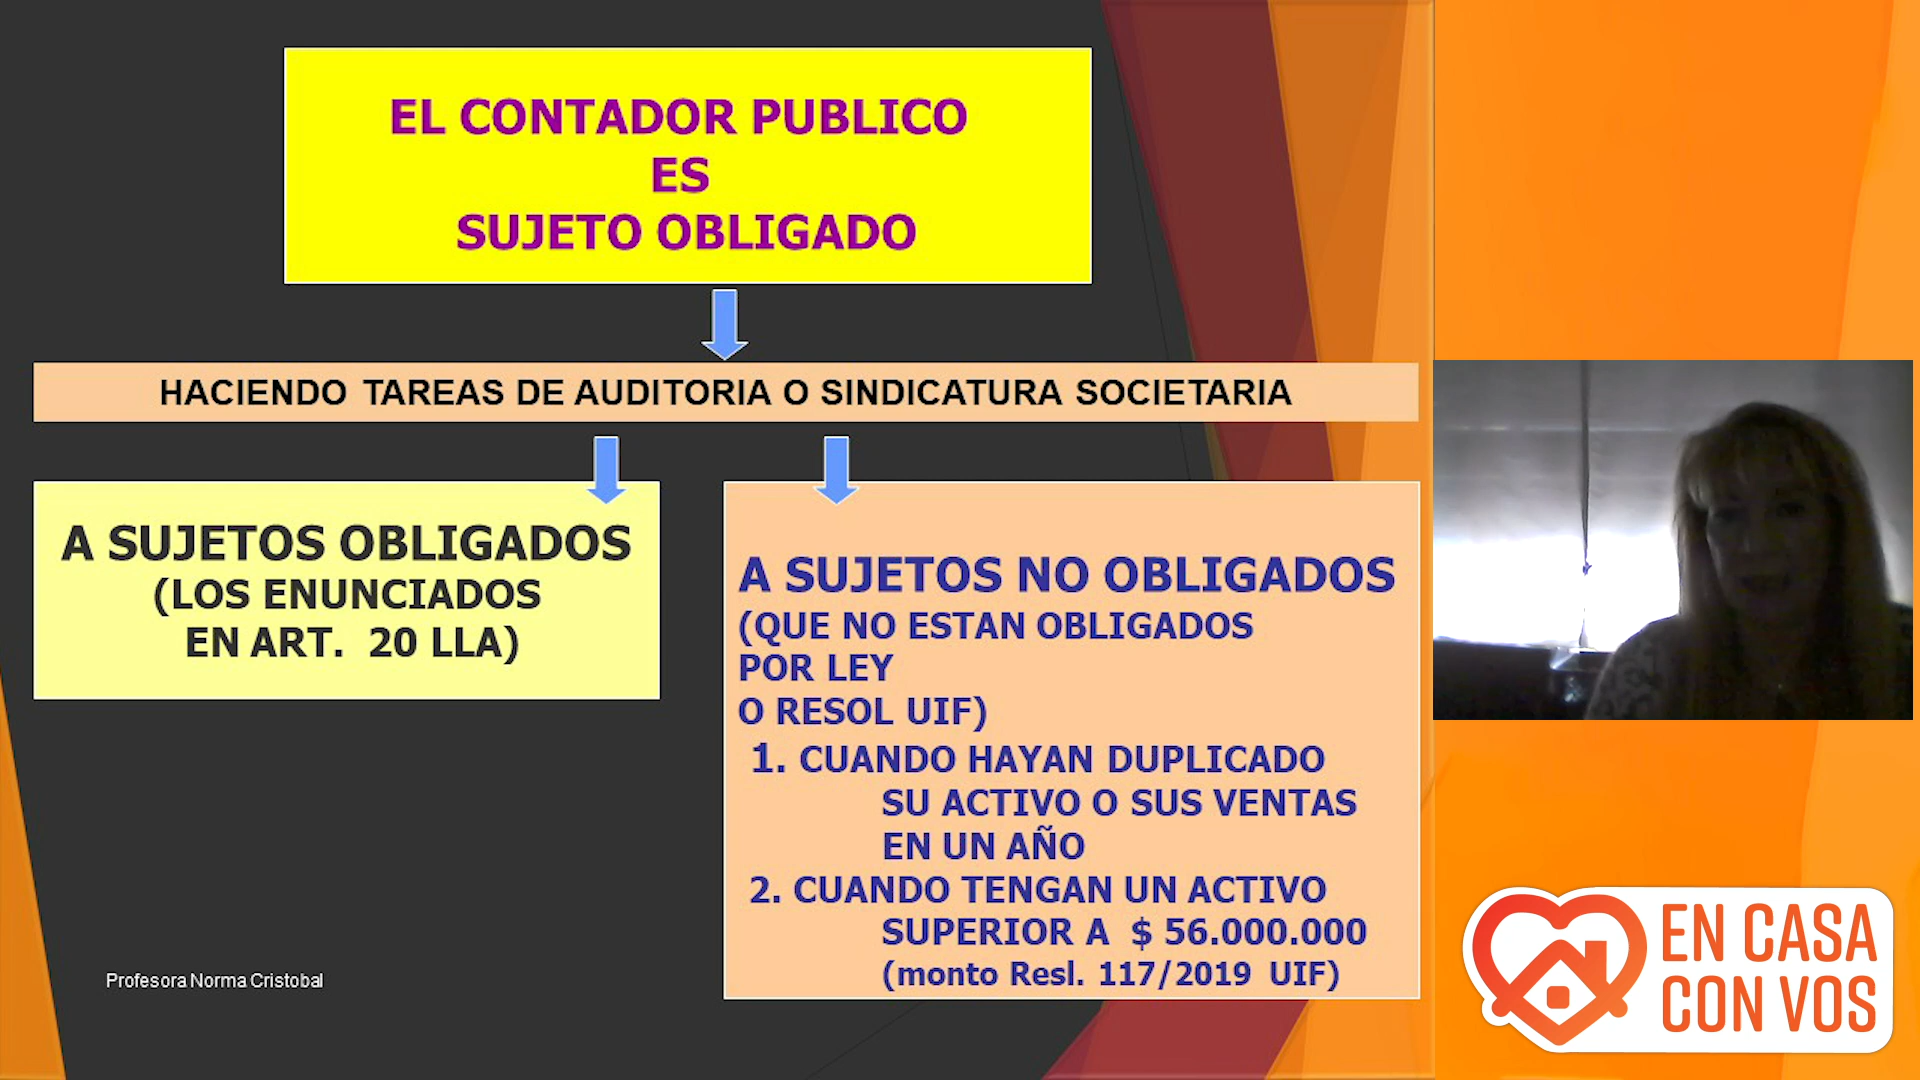 EL CONTADOR PUBLICO
ES
SUJETO OBLIGADO
HACIENDO TAREAS DE AUDITORIA O SINDICATURA SOCIETARIA
A SUJETOS OBLIGADOS
(LOS ENUNCIADOS
EN ART. 20 LLA)
A SUJETOS NO OBLIGADOS
(QUE NO ESTAN OBLIGADOS
POR LEY
O RESOL UIF)
1. CUANDO HAYAN DUPLICADO
SU ACTIVO O SUS VENTAS
EN UN AÑO
2. CUANDO TENGAN UN ACTIVO
SUPERIOR A $ 56.000.000
(monto Resl. 117/2019 UIF)
Profesora Norma Cristobal
EN CASA
CON VOS